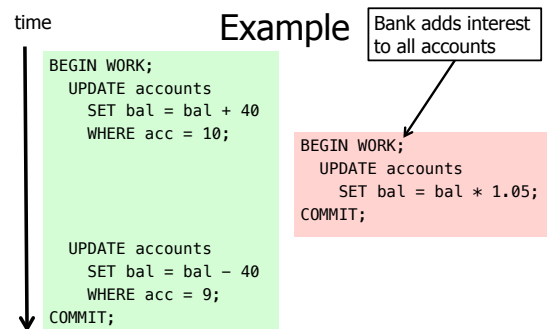 time
Example
Bank adds interest
to all accounts
BEGIN WORK;
UPDATE accounts
SET bal = bal + 40
WHERE acc = 10;
BEGIN WORK;
UPDATE accounts
SET bal = bal * 1.05;
COMMIT;
UPDATE accounts
SET bal = bal – 40
WHERE acc = 9;
COMMIT;